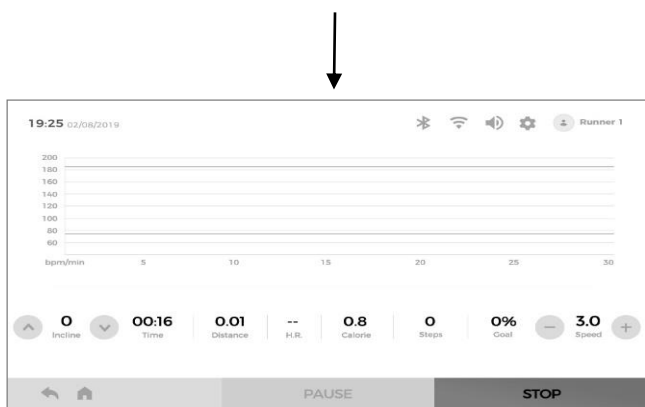 19:25 02/08/2019 Runner 1
200
180
160
140
120
100
80
60
bpm/min 5 10 15 20 25 30
0 00:16 0.01 -- 0.8 0 0% 3.0
Incline Time Distance H.R. Calorie Steps Goal Speed
PAUSE STOP